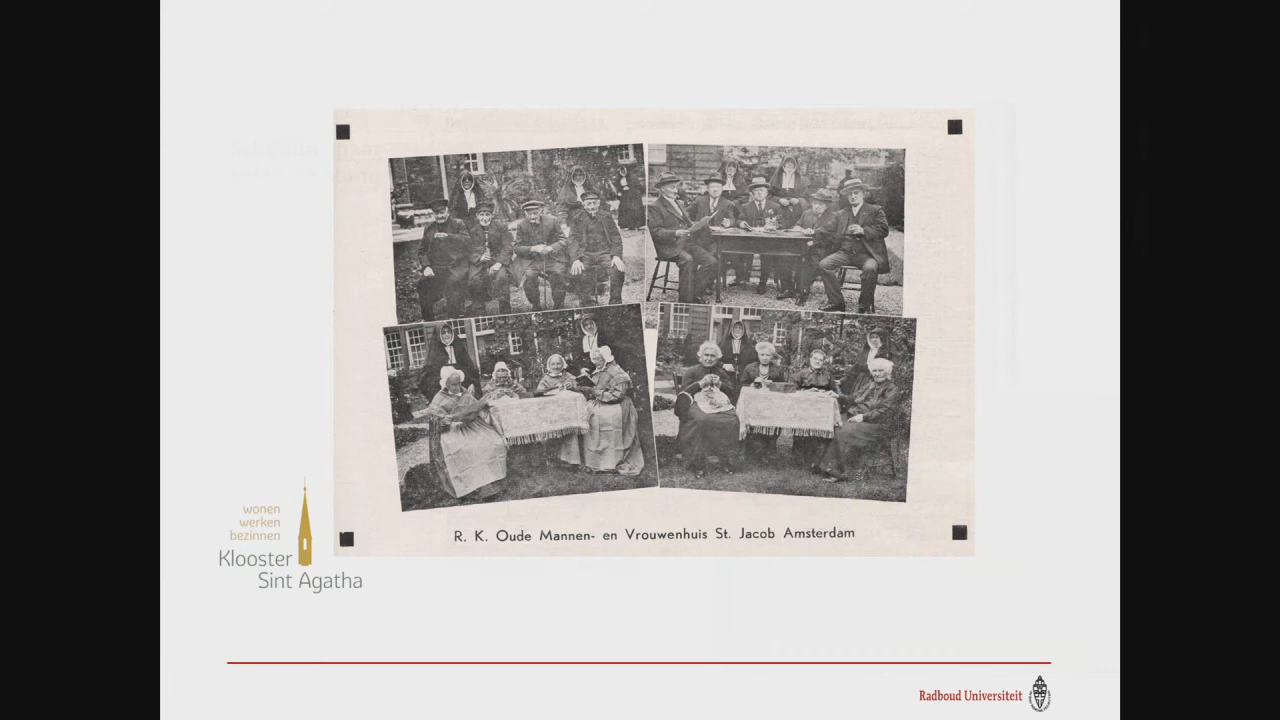 R. K. Oude Mannen- en Vrouwenhuis St. Jacob Amsterdam
wonen
werken
bezinnen
Klooster
Sint Agatha
Radboud Universiteit